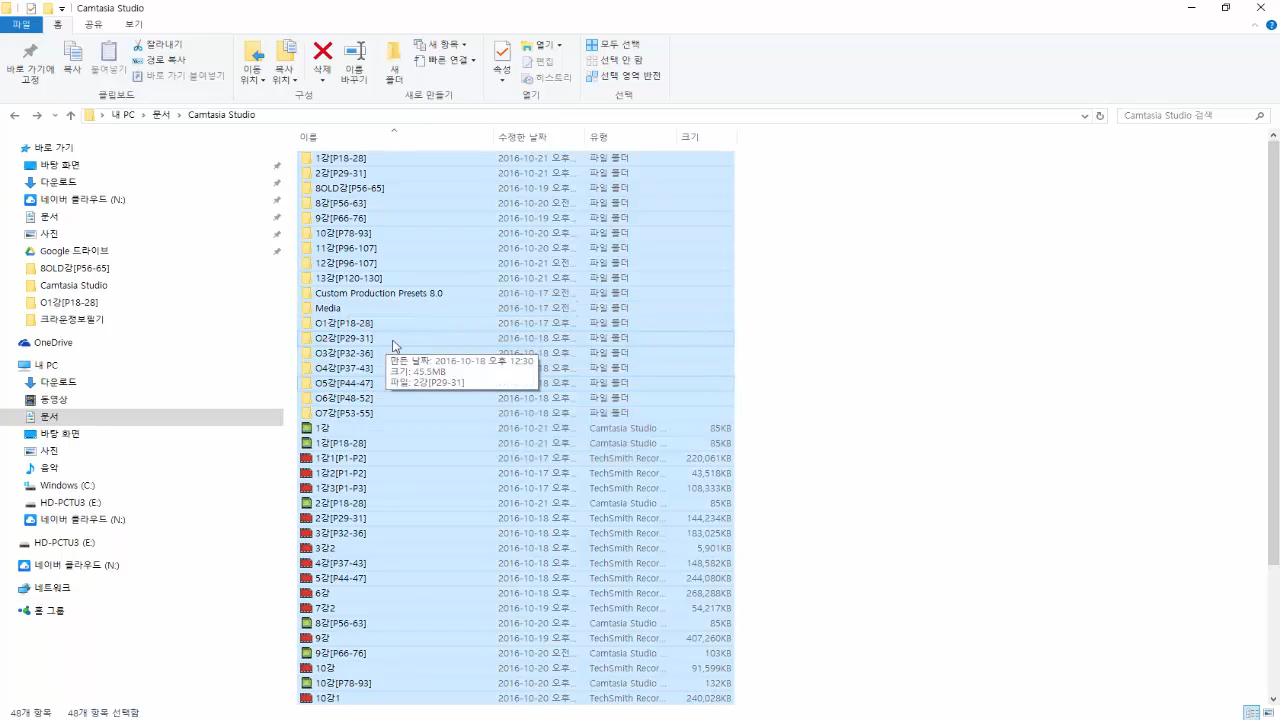 Camtasia Studio
파일 홈 공유 보기
바로 가기에 고정
복사
붙여넣기
잘라내기
경로 복사
바로 가기 붙여넣기
클립보드
이동 위치
복사 위치
삭제
이름 바꾸기
구성
새 폴더
새 항목
빠른 연결
새로 만들기
속성
열기
편집
히스토리
열기
모두 선택
선택 안 함
선택 영역 반전
선택
내 PC > 문서 > Camtasia Studio
Camtasia Studio 검색
바로 가기
바탕 화면
다운로드
네이버 클라우드 (N:)
문서
사진
Google 드라이브
8OLD강[P56-65]
Camtasia Studio
O1강[P18-28]
크라운정보필기
OneDrive
내 PC
다운로드
동영상
문서
바탕 화면
사진
음악
Windows (C:)
HD-PCTU3 (E:)
네이버 클라우드 (N:)
HD-PCTU3 (E:)
네이버 클라우드 (N:)
네트워크
홈 그룹
이름 수정한 날짜 유형 크기
1강[P18-28] 2016-10-21 오후... 파일 폴더
2강[P29-31] 2016-10-21 오후... 파일 폴더
8OLD강[P56-65] 2016-10-19 오후... 파일 폴더
8강[P56-63] 2016-10-20 오전... 파일 폴더
9강[P66-76] 2016-10-19 오후... 파일 폴더
10강[P78-93] 2016-10-20 오후... 파일 폴더
11강[P96-107] 2016-10-20 오후... 파일 폴더
12강[P96-107] 2016-10-21 오전... 파일 폴더
13강[P120-130] 2016-10-21 오후... 파일 폴더
Custom Production Presets 8.0 2016-10-17 오전... 파일 폴더
Media 2016-10-17 오전... 파일 폴더
O1강[P18-28] 2016-10-17 오후... 파일 폴더
O2강[P29-31] 2016-10-18 오후... 파일 폴더
O3강[P32-36] 2016-10-18 오후... 파일 폴더
O4강[P37-43] 오후... 파일 폴더
O5강[P44-47] 파일 폴더
O6강[P48-52] 2016-10-18 오후... 파일 폴더
O7강[P53-55] 2016-10-18 오후... 파일 폴더
만든 날짜: 2016-10-18 오후 12:30
크기: 45.5MB
파일: 2강[P29-31]
1강 2016-10-21 오후... Camtasia Studio ... 85KB
1강[P18-28] 2016-10-21 오후... Camtasia Studio ... 85KB
1강1[P1-P2] 2016-10-17 오후... TechSmith Recor... 220,061KB
1강2[P1-P2] 2016-10-17 오후... TechSmith Recor... 43,518KB
1강3[P1-P3] 2016-10-17 오후... TechSmith Recor... 108,333KB
2강[P18-28] 2016-10-21 오후... Camtasia Studio ... 85KB
2강[P29-31] 2016-10-18 오후... TechSmith Recor... 144,234KB
3강[P32-36] 2016-10-18 오후... TechSmith Recor... 183,025KB
3강2 2016-10-18 오후... TechSmith Recor... 5,901KB
4강[P37-43] 2016-10-18 오후... TechSmith Recor... 148,582KB
5강[P44-47] 2016-10-18 오후... TechSmith Recor... 244,080KB
6강 2016-10-18 오후... TechSmith Recor... 268,288KB
7강2 2016-10-19 오후... TechSmith Recor... 54,217KB
8강[P56-63] 2016-10-20 오후... Camtasia Studio ... 85KB
9강 2016-10-19 오후... TechSmith Recor... 407,260KB
9강[P66-76] 2016-10-20 오전... Camtasia Studio ... 103KB
10강 2016-10-20 오후... TechSmith Recor... 91,599KB
10강[P78-93] 2016-10-20 오후... Camtasia Studio ... 132KB
10강1 2016-10-20 오후... TechSmith Recor... 240,028KB
48개 항목 48개 항목 선택함